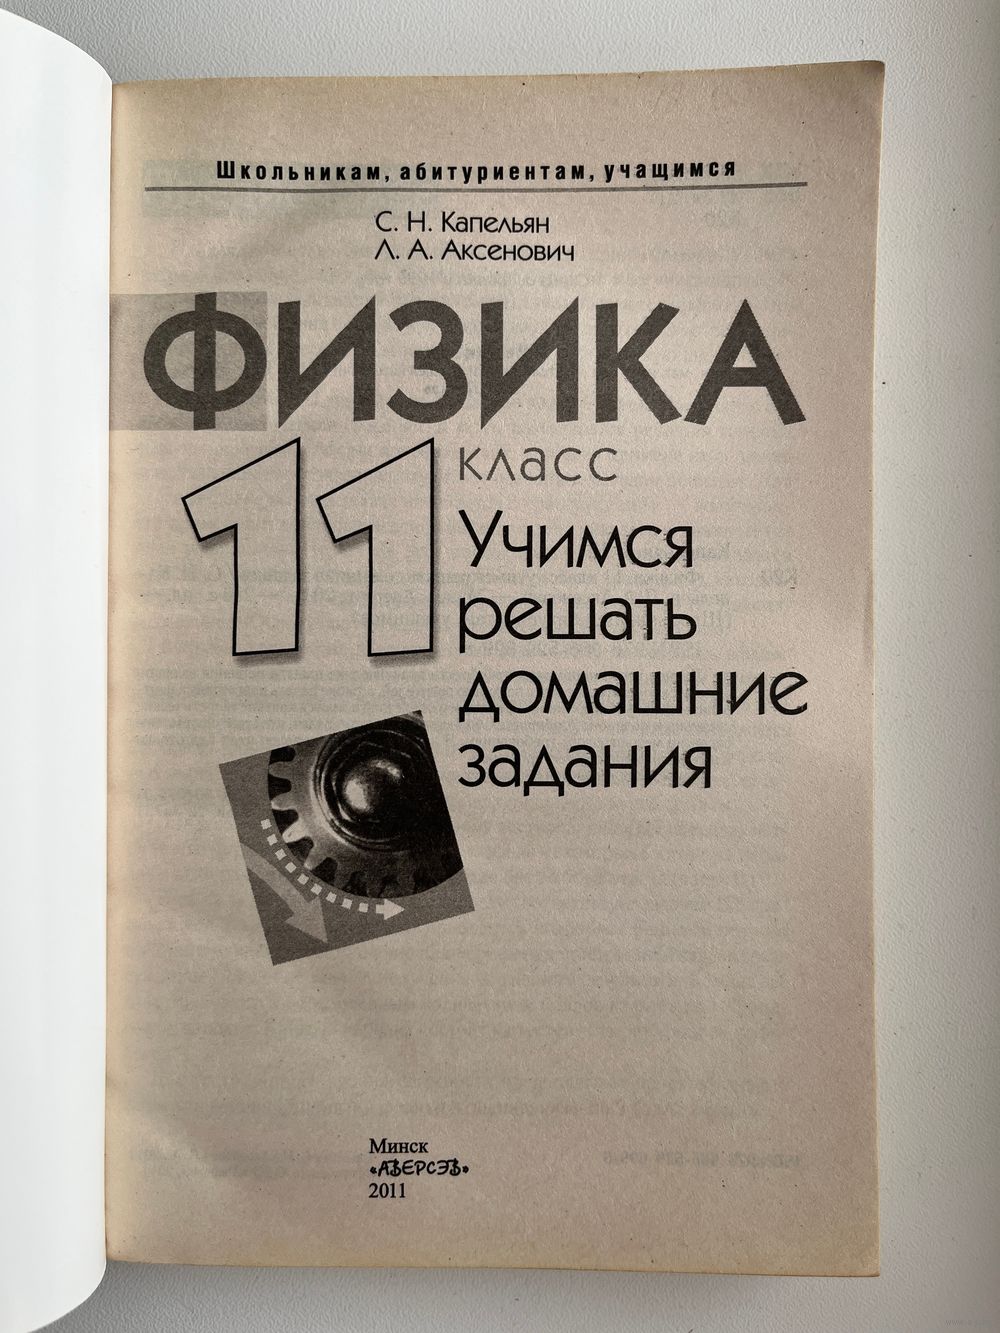 Школьникам, абитуриентам, учащимся
С. Н. Капельян
Л. А. Аксенович
ФИЗИКА
11
класс
Учимся
решать
домашние
задания
Минск
«АВЕРСЭВ»
2011